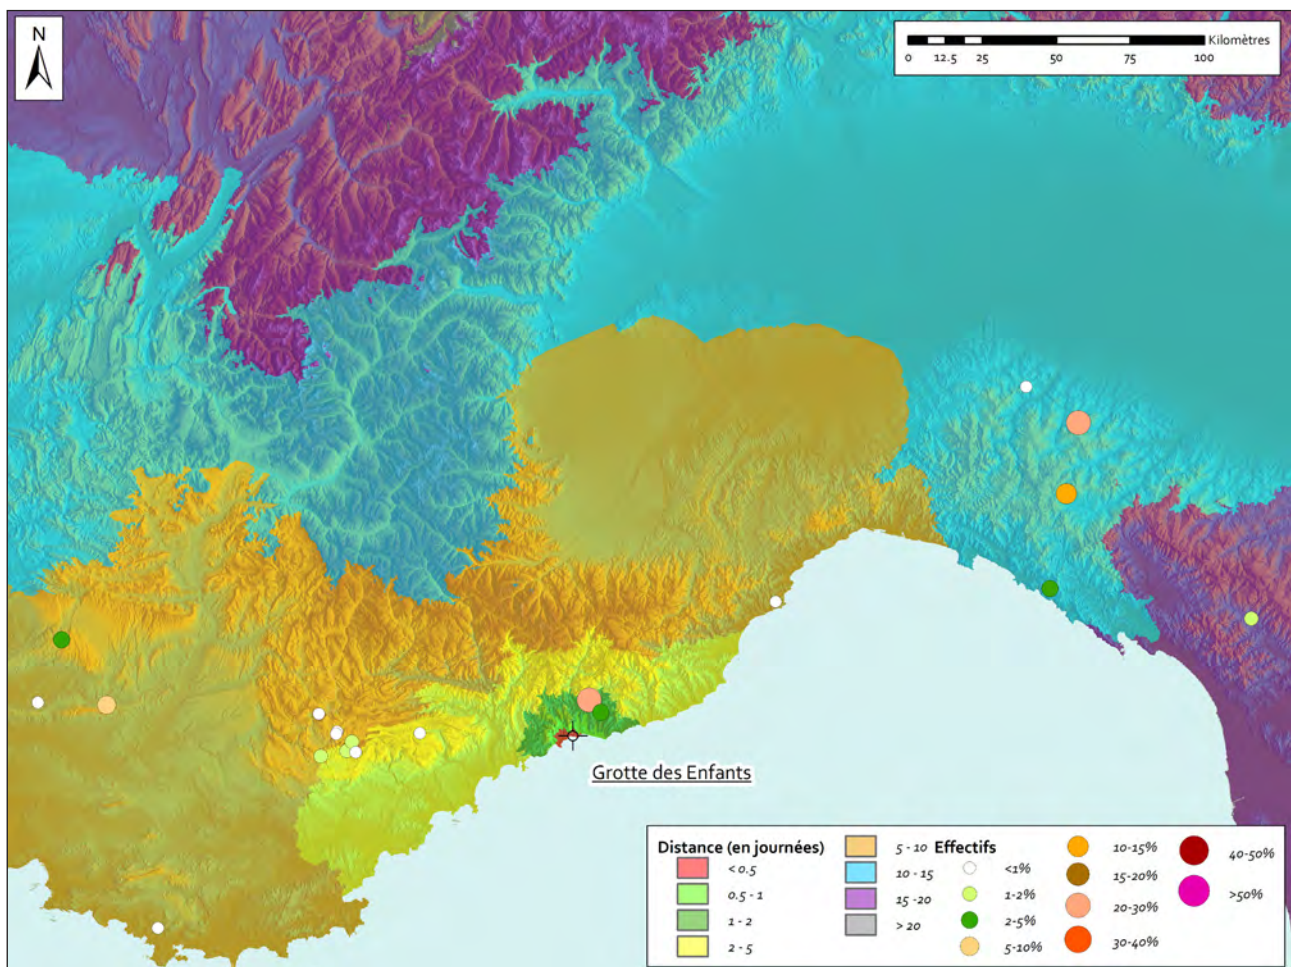 N
Kilomètres
0 12.5 25 50 75 100
Grotte des Enfants
Distance (en journées)
< 0.5
0.5 - 1
1 - 2
2 - 5
5 - 10
10 - 15
15 -20
> 20
Effectifs
<1%
1-2%
2-5%
5-10%
10-15%
15-20%
20-30%
30-40%
40-50%
>50%